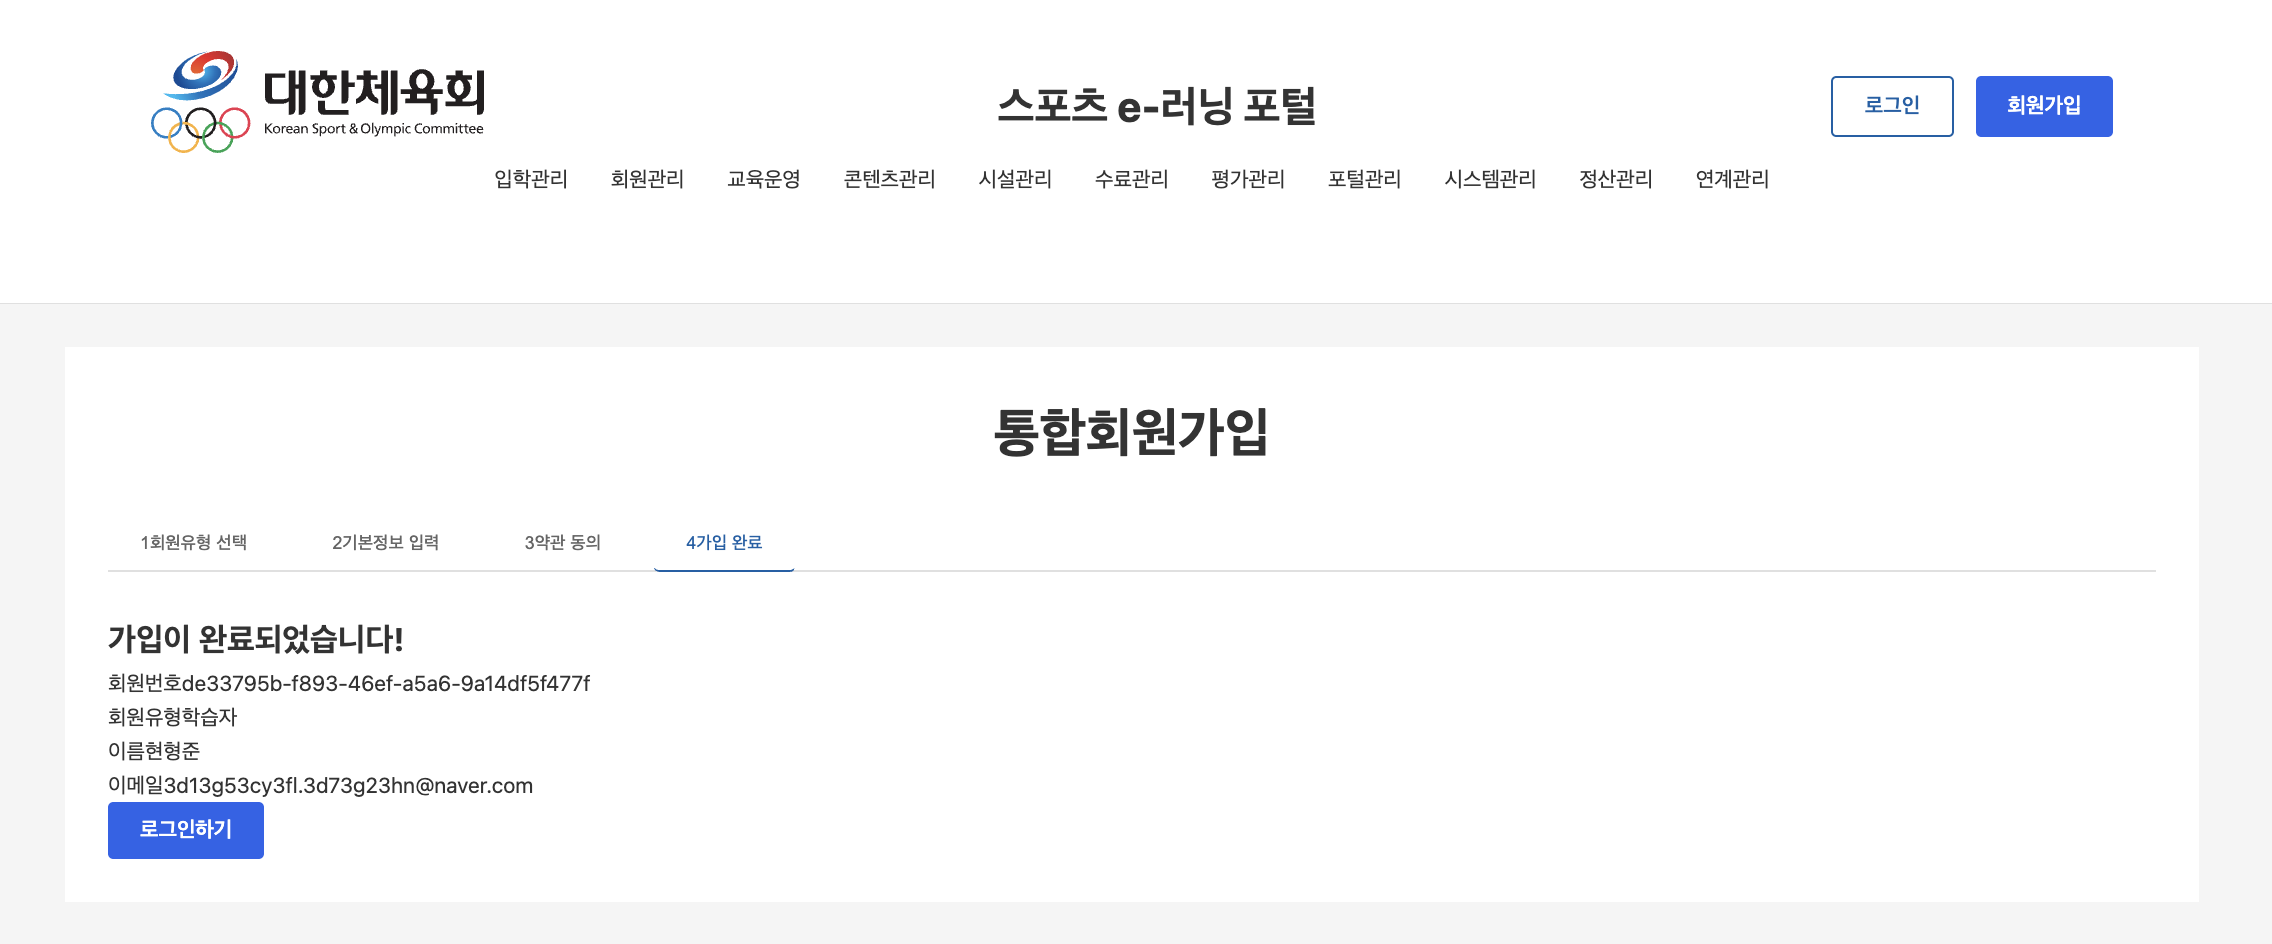 대한체육회
Korean Sport & Olympic Committee
스포츠 e-러닝 포털
로그인
회원가입
입학관리 회원관리 교육운영 콘텐츠관리 시설관리 수료관리 평가관리 포털관리 시스템관리 정산관리 연계관리
통합회원가입
1회원유형 선택 2기본정보 입력 3약관 동의 4가입 완료
가입이 완료되었습니다!
회원번호de33795b-f893-46ef-a5a6-9a14df5f477f
회원유형학습자
이름현형준
이메일3d13g53cy3fl.3d73g23hn@naver.com
로그인하기